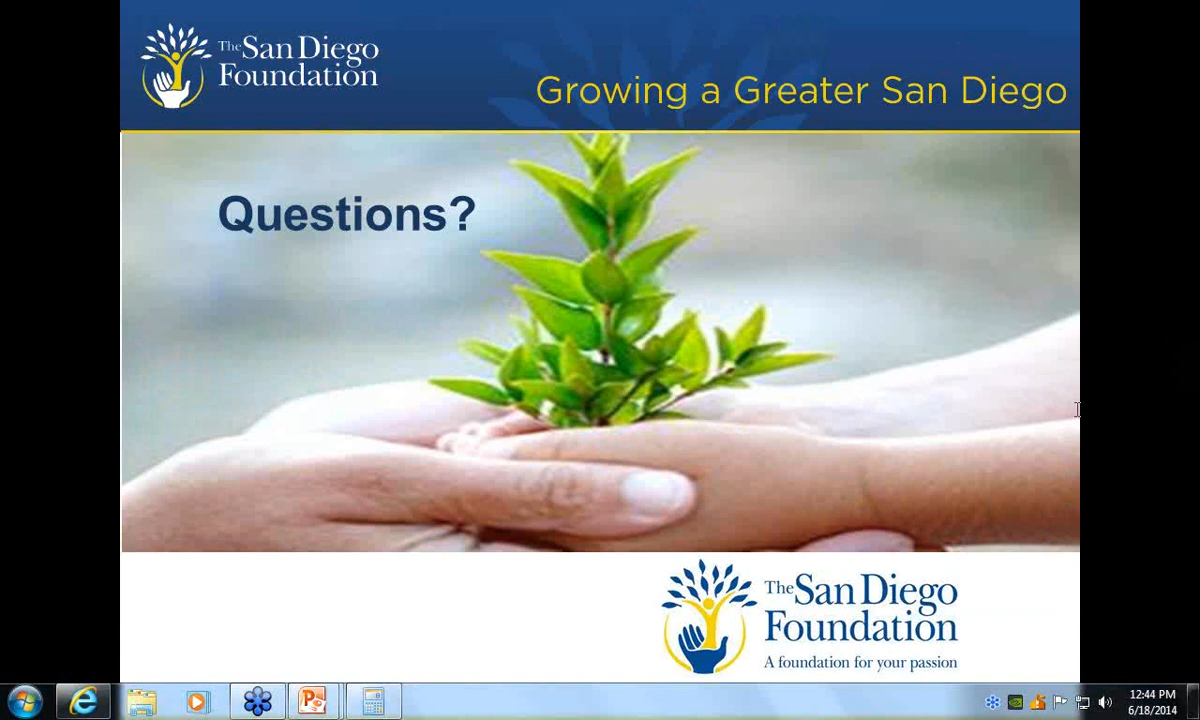 The San Diego
Foundation
Growing a Greater San Diego
Questions?
The San Diego
Foundation
A foundation for your passion
12:44 PM
6/18/2014